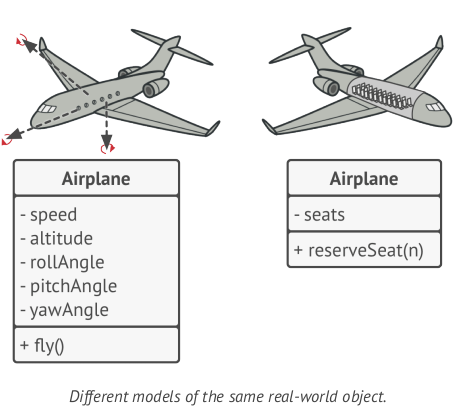 Airplane
- speed
- altitude
- rollAngle
- pitchAngle
- yawAngle
+ fly()
Airplane
- seats
+ reserveSeat(n)
Different models of the same real-world object.